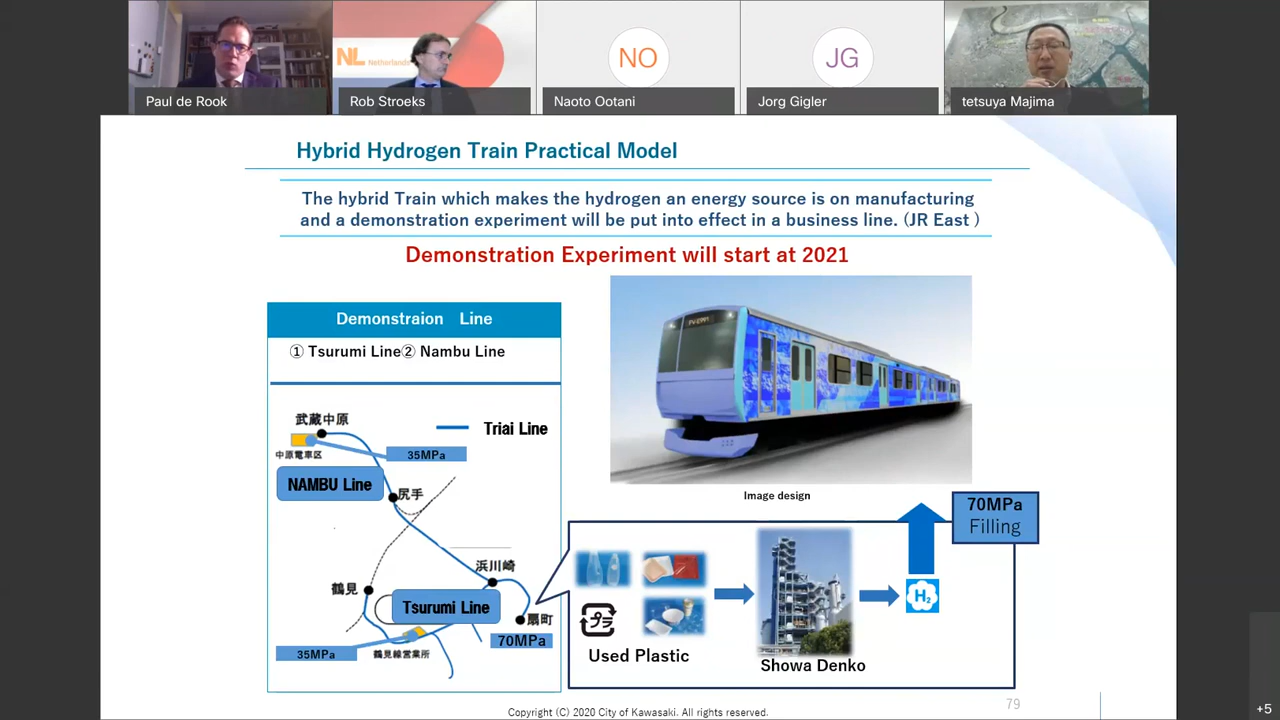 NL Netherlands
NO
JG
Paul de Rook
Rob Stroeks
Naoto Ootani
Jorg Gigler
tetsuya Majima
Hybrid Hydrogen Train Practical Model
The hybrid Train which makes the hydrogen an energy source is on manufacturing
and a demonstration experiment will be put into effect in a business line. (JR East )
Demonstration Experiment will start at 2021
Demonstraion Line
① Tsurumi Line② Nambu Line
武蔵中原
Triai Line
中原電車区
35MPa
NAMBU Line
尻手
浜川崎
鶴見
Tsurumi Line
扇町
70MPa
35MPa
鶴見線営業所
Image design
70MPa
Filling
H₂
プラ
Used Plastic
Showa Denko
79
Copyright (C) 2020 City of Kawasaki. All rights reserved.
+5